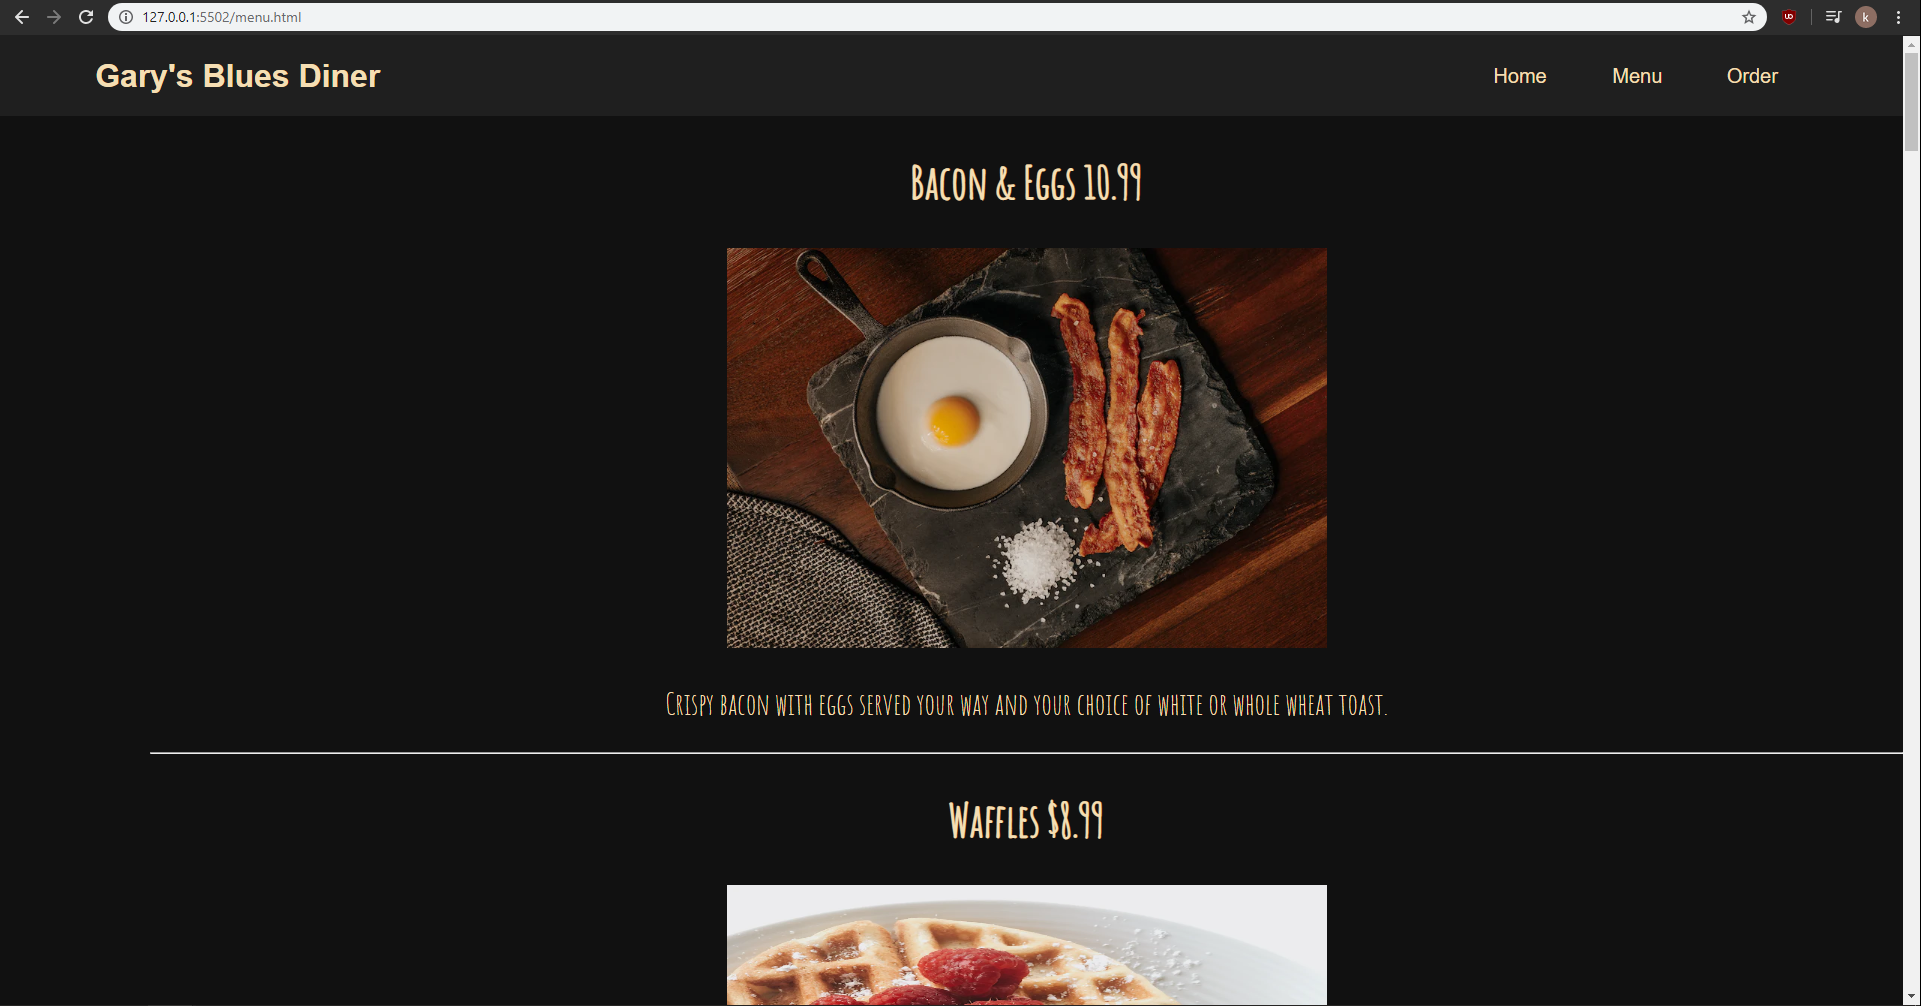 127.0.0.1:5502/menu.html
k
Gary's Blues Diner
Home Menu Order
Bacon & Eggs 10.99
Crispy bacon with eggs served your way and your choice of white or whole wheat toast.
Waffles $8.99